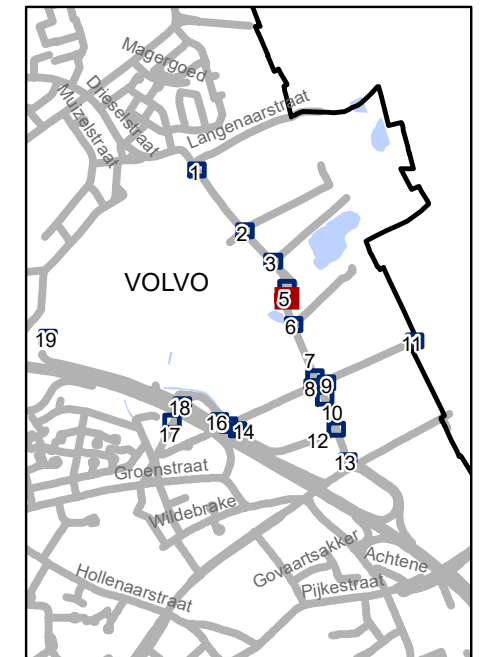 Magergoed
Drieselstraat
Muizelstraat
Langenaarstraat
1
2
3
VOLVO
5
6
19
11
7
8 9
18
10
16
14
17
12
13
Groenstraat
Wildebrake
Govaartsakker
Achtene
Hollenaarstraat
Pijkestraat